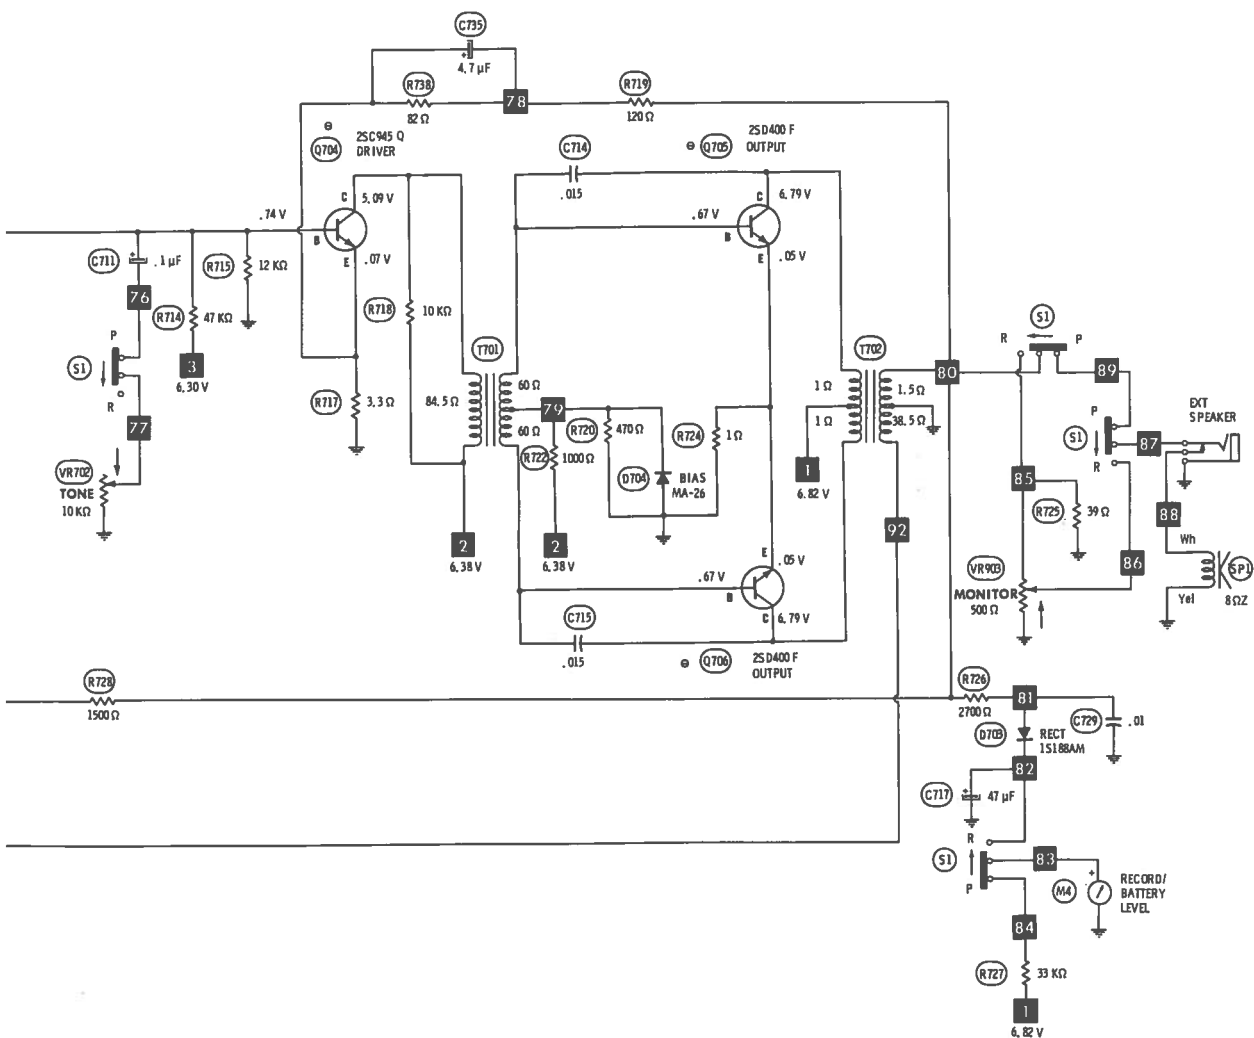 C735
4.7 µF
R738
82 Ω
78
R719
120 Ω
2SC945 Q
DRIVER
Q704
C714
.015
Q705
2SD400 F
OUTPUT
C
5.09 V
.74 V
B
E
.07 V
C
6.79 V
.67 V
B
E
.05 V
C711
.1 µF
R715
12 KΩ
76
R714
47 KΩ
R718
10 KΩ
P
S1
R
3
6.30 V
T701
60 Ω
84.5 Ω
60 Ω
R717
3.3 Ω
77
79
R720
470 Ω
R722
1000 Ω
R724
1 Ω
D704
BIAS
MA-26
VR702
TONE
10 KΩ
2
6.38 V
2
6.38 V
T702
1 Ω
1 Ω
1.5 Ω
38.5 Ω
80
1
6.82 V
92
S1
R
P
89
EXT
SPEAKER
P
S1
R
87
85
R725
39 Ω
88
Wh
86
VR903
MONITOR
500 Ω
SP1
8 ΩZ
Yel
E
.05 V
.67 V
B
C
6.79 V
C715
.015
Q706
2SD400 F
OUTPUT
R728
1500 Ω
R726
2700 Ω
81
C729
.01
D703
RECT
1S188AM
82
C717
47 µF
R
S1
P
83
M4
RECORD/
BATTERY
LEVEL
84
R727
33 KΩ
1
6.82 V